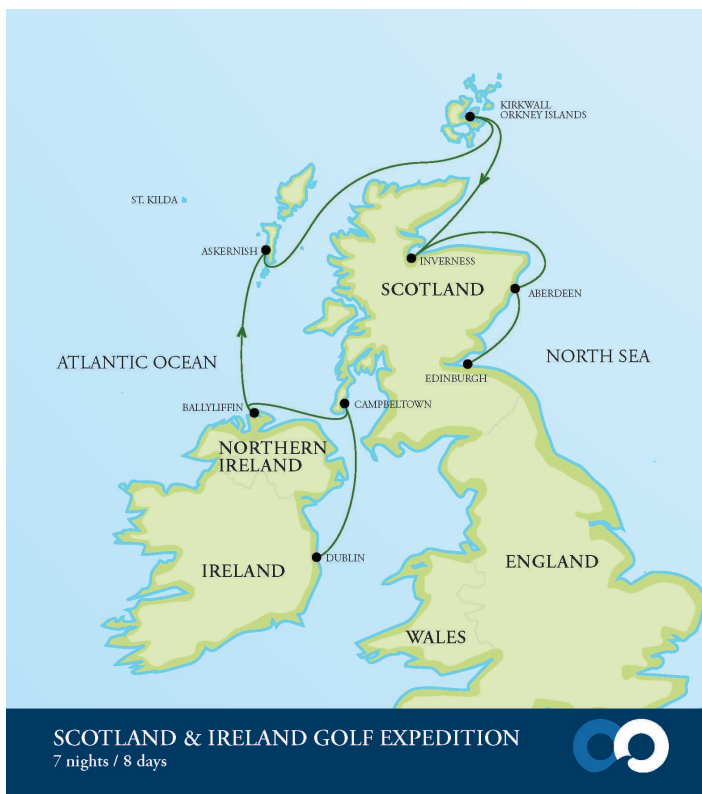 KIRKWALL
ORKNEY ISLANDS
ST. KILDA
ASKERNISH
INVERNESS
SCOTLAND
ABERDEEN
ATLANTIC OCEAN
NORTH SEA
EDINBURGH
BALLYLIFFIN
CAMPBELTOWN
NORTHERN
IRELAND
DUBLIN
IRELAND
ENGLAND
WALES
SCOTLAND & IRELAND GOLF EXPEDITION
7 nights / 8 days